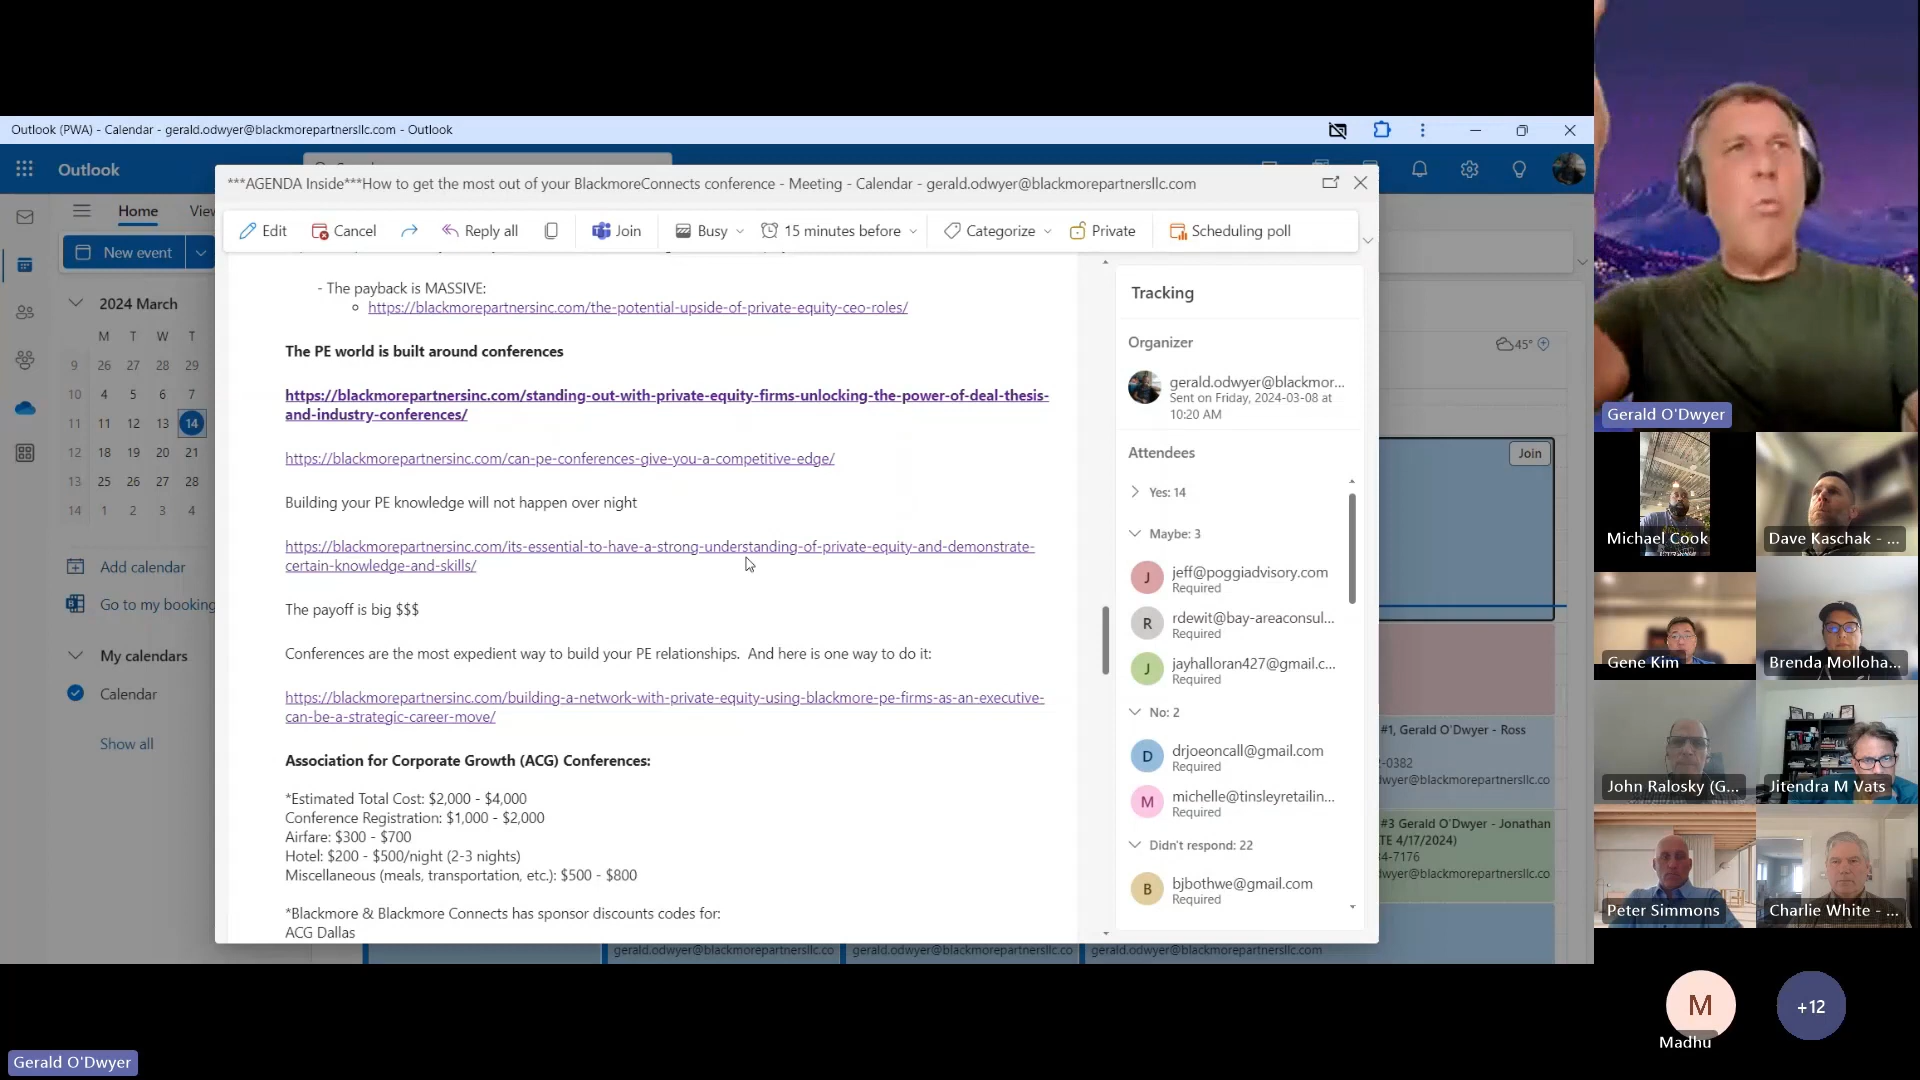 Outlook (PWA) - Calendar - gerald.odwyer@blackmorepartnersllc.com - Outlook
Outlook
***AGENDA Inside***How to get the most out of your BlackmoreConnects conference - Meeting - Calendar - gerald.odwyer@blackmorepartnersllc.com
Home
New event
Edit
Cancel
Reply all
Join
Busy
15 minutes before
Categorize
Private
Scheduling poll
2024 March
M T W T
9 26 27 28 29
10 4 5 6 7
11 11 12 13 14
12 18 19 20 21
13 25 26 27 28
14 1 2 3 4
Add calendar
Go to my booking
My calendars
Calendar
Show all
- The payback is MASSIVE:
https://blackmorepartnersinc.com/the-potential-upside-of-private-equity-ceo-roles/
The PE world is built around conferences
https://blackmorepartnersinc.com/standing-out-with-private-equity-firms-unlocking-the-power-of-deal-thesis-
and-industry-conferences/
https://blackmorepartnersinc.com/can-pe-conferences-give-you-a-competitive-edge/
Building your PE knowledge will not happen over night
https://blackmorepartnersinc.com/its-essential-to-have-a-strong-understanding-of-private-equity-and-demonstrate-
certain-knowledge-and-skills/
The payoff is big $$$
Conferences are the most expedient way to build your PE relationships.  And here is one way to do it:
https://blackmorepartnersinc.com/building-a-network-with-private-equity-using-blackmore-pe-firms-as-an-executive-
can-be-a-strategic-career-move/
Association for Corporate Growth (ACG) Conferences:
*Estimated Total Cost: $2,000 - $4,000
Conference Registration: $1,000 - $2,000
Airfare: $300 - $700
Hotel: $200 - $500/night (2-3 nights)
Miscellaneous (meals, transportation, etc.): $500 - $800
*Blackmore & Blackmore Connects has sponsor discounts codes for:
ACG Dallas
Tracking
Organizer
gerald.odwyer@blackmor...
Sent on Friday, 2024-03-08 at
10:20 AM
Attendees
Yes: 14
Maybe: 3
J
jeff@poggiadvisory.com
Required
R
rdewit@bay-areaconsul...
Required
J
jayhalloran427@gmail.c...
Required
No: 2
D
drjoeoncall@gmail.com
Required
M
michelle@tinsleyretailin...
Required
Didn't respond: 22
B
bjbothwe@gmail.com
Required
45°
Join
#1, Gerald O'Dwyer - Ross
2-0382
dwyer@blackmorepartnersllc.co
#3 Gerald O'Dwyer - Jonathan
TE 4/17/2024)
4-7176
dwyer@blackmorepartnersllc.co
gerald.odwyer@blackmorepartnersllc.co
gerald.odwyer@blackmorepartnersllc.co
gerald.odwyer@blackmorepartnersllc.com
Gerald O'Dwyer
Michael Cook
Dave Kaschak - ...
Gene Kim
Brenda Molloha...
John Ralosky (G...
Jitendra M Vats
Peter Simmons
Charlie White - ...
M
Madhu
+12
Gerald O'Dwyer